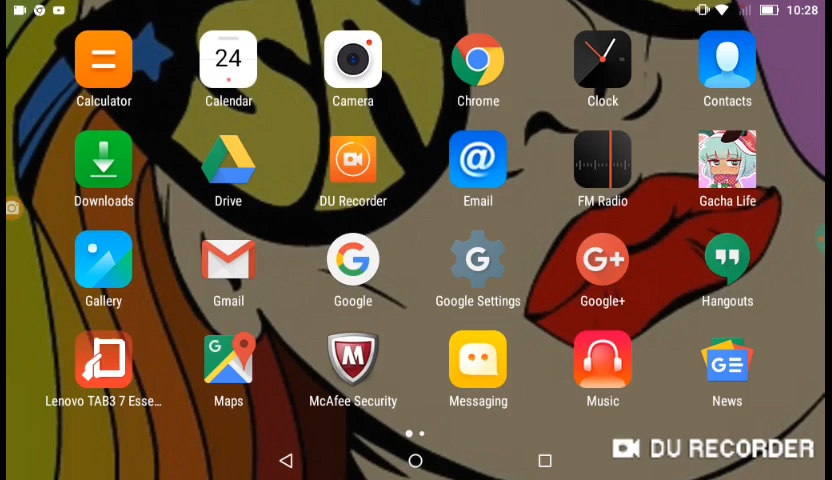 10:28
24
Calculator Calendar Camera Chrome Clock Contacts
@
Downloads Drive DU Recorder Email FM Radio Gacha Life
G G G+
Gallery Gmail Google Google Settings Google+ Hangouts
G M GE
Lenovo TAB3 7 Esse... Maps McAfee Security Messaging Music News
DU RECORDER